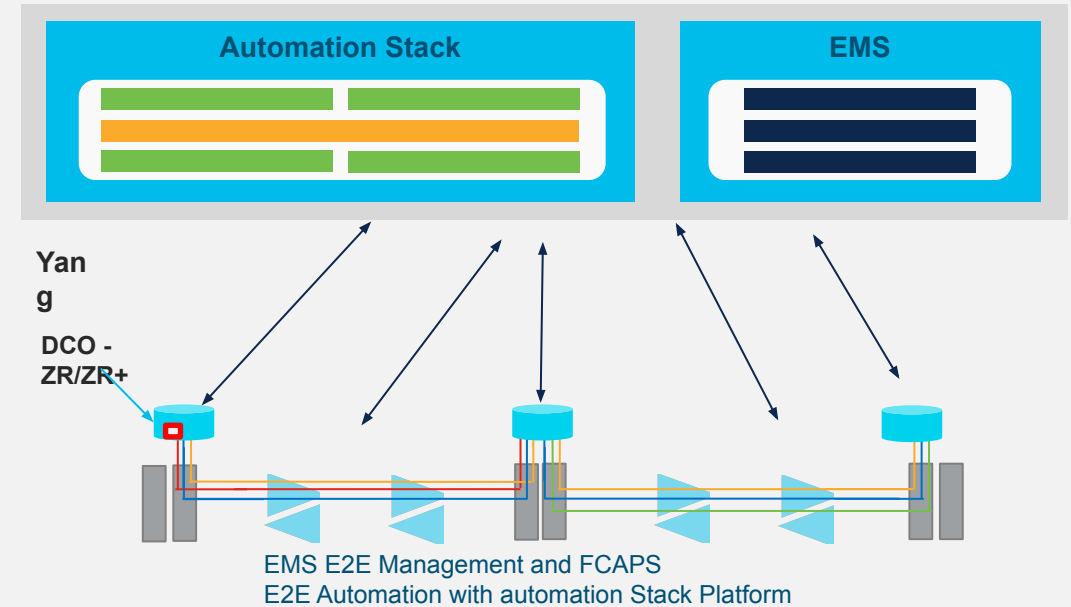 Automation Stack
EMS
Yan
g
DCO -
ZR/ZR+
EMS E2E Management and FCAPS
E2E Automation with automation Stack Platform